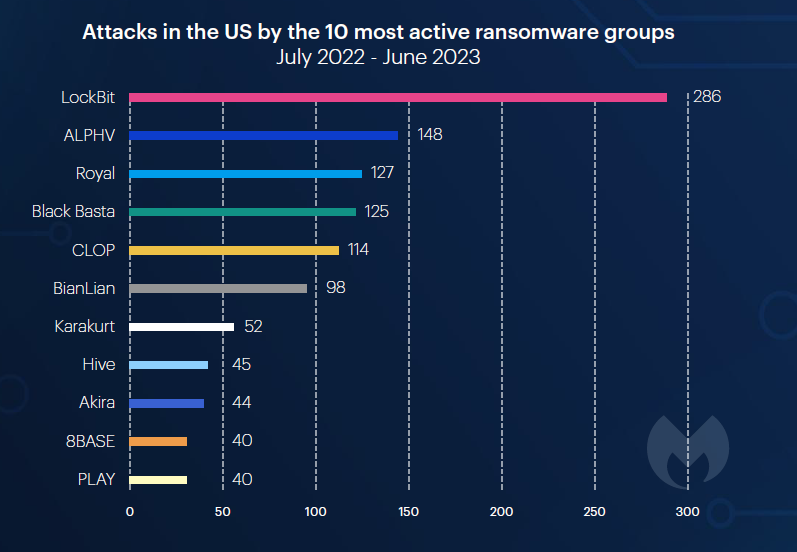 Attacks in the US by the 10 most active ransomware groups
July 2022 - June 2023
LockBit 286
ALPHV 148
Royal 127
Black Basta 125
CLOP 114
BianLian 98
Karakurt 52
Hive 45
Akira 44
8BASE 40
PLAY 40
0 50 100 150 200 250 300